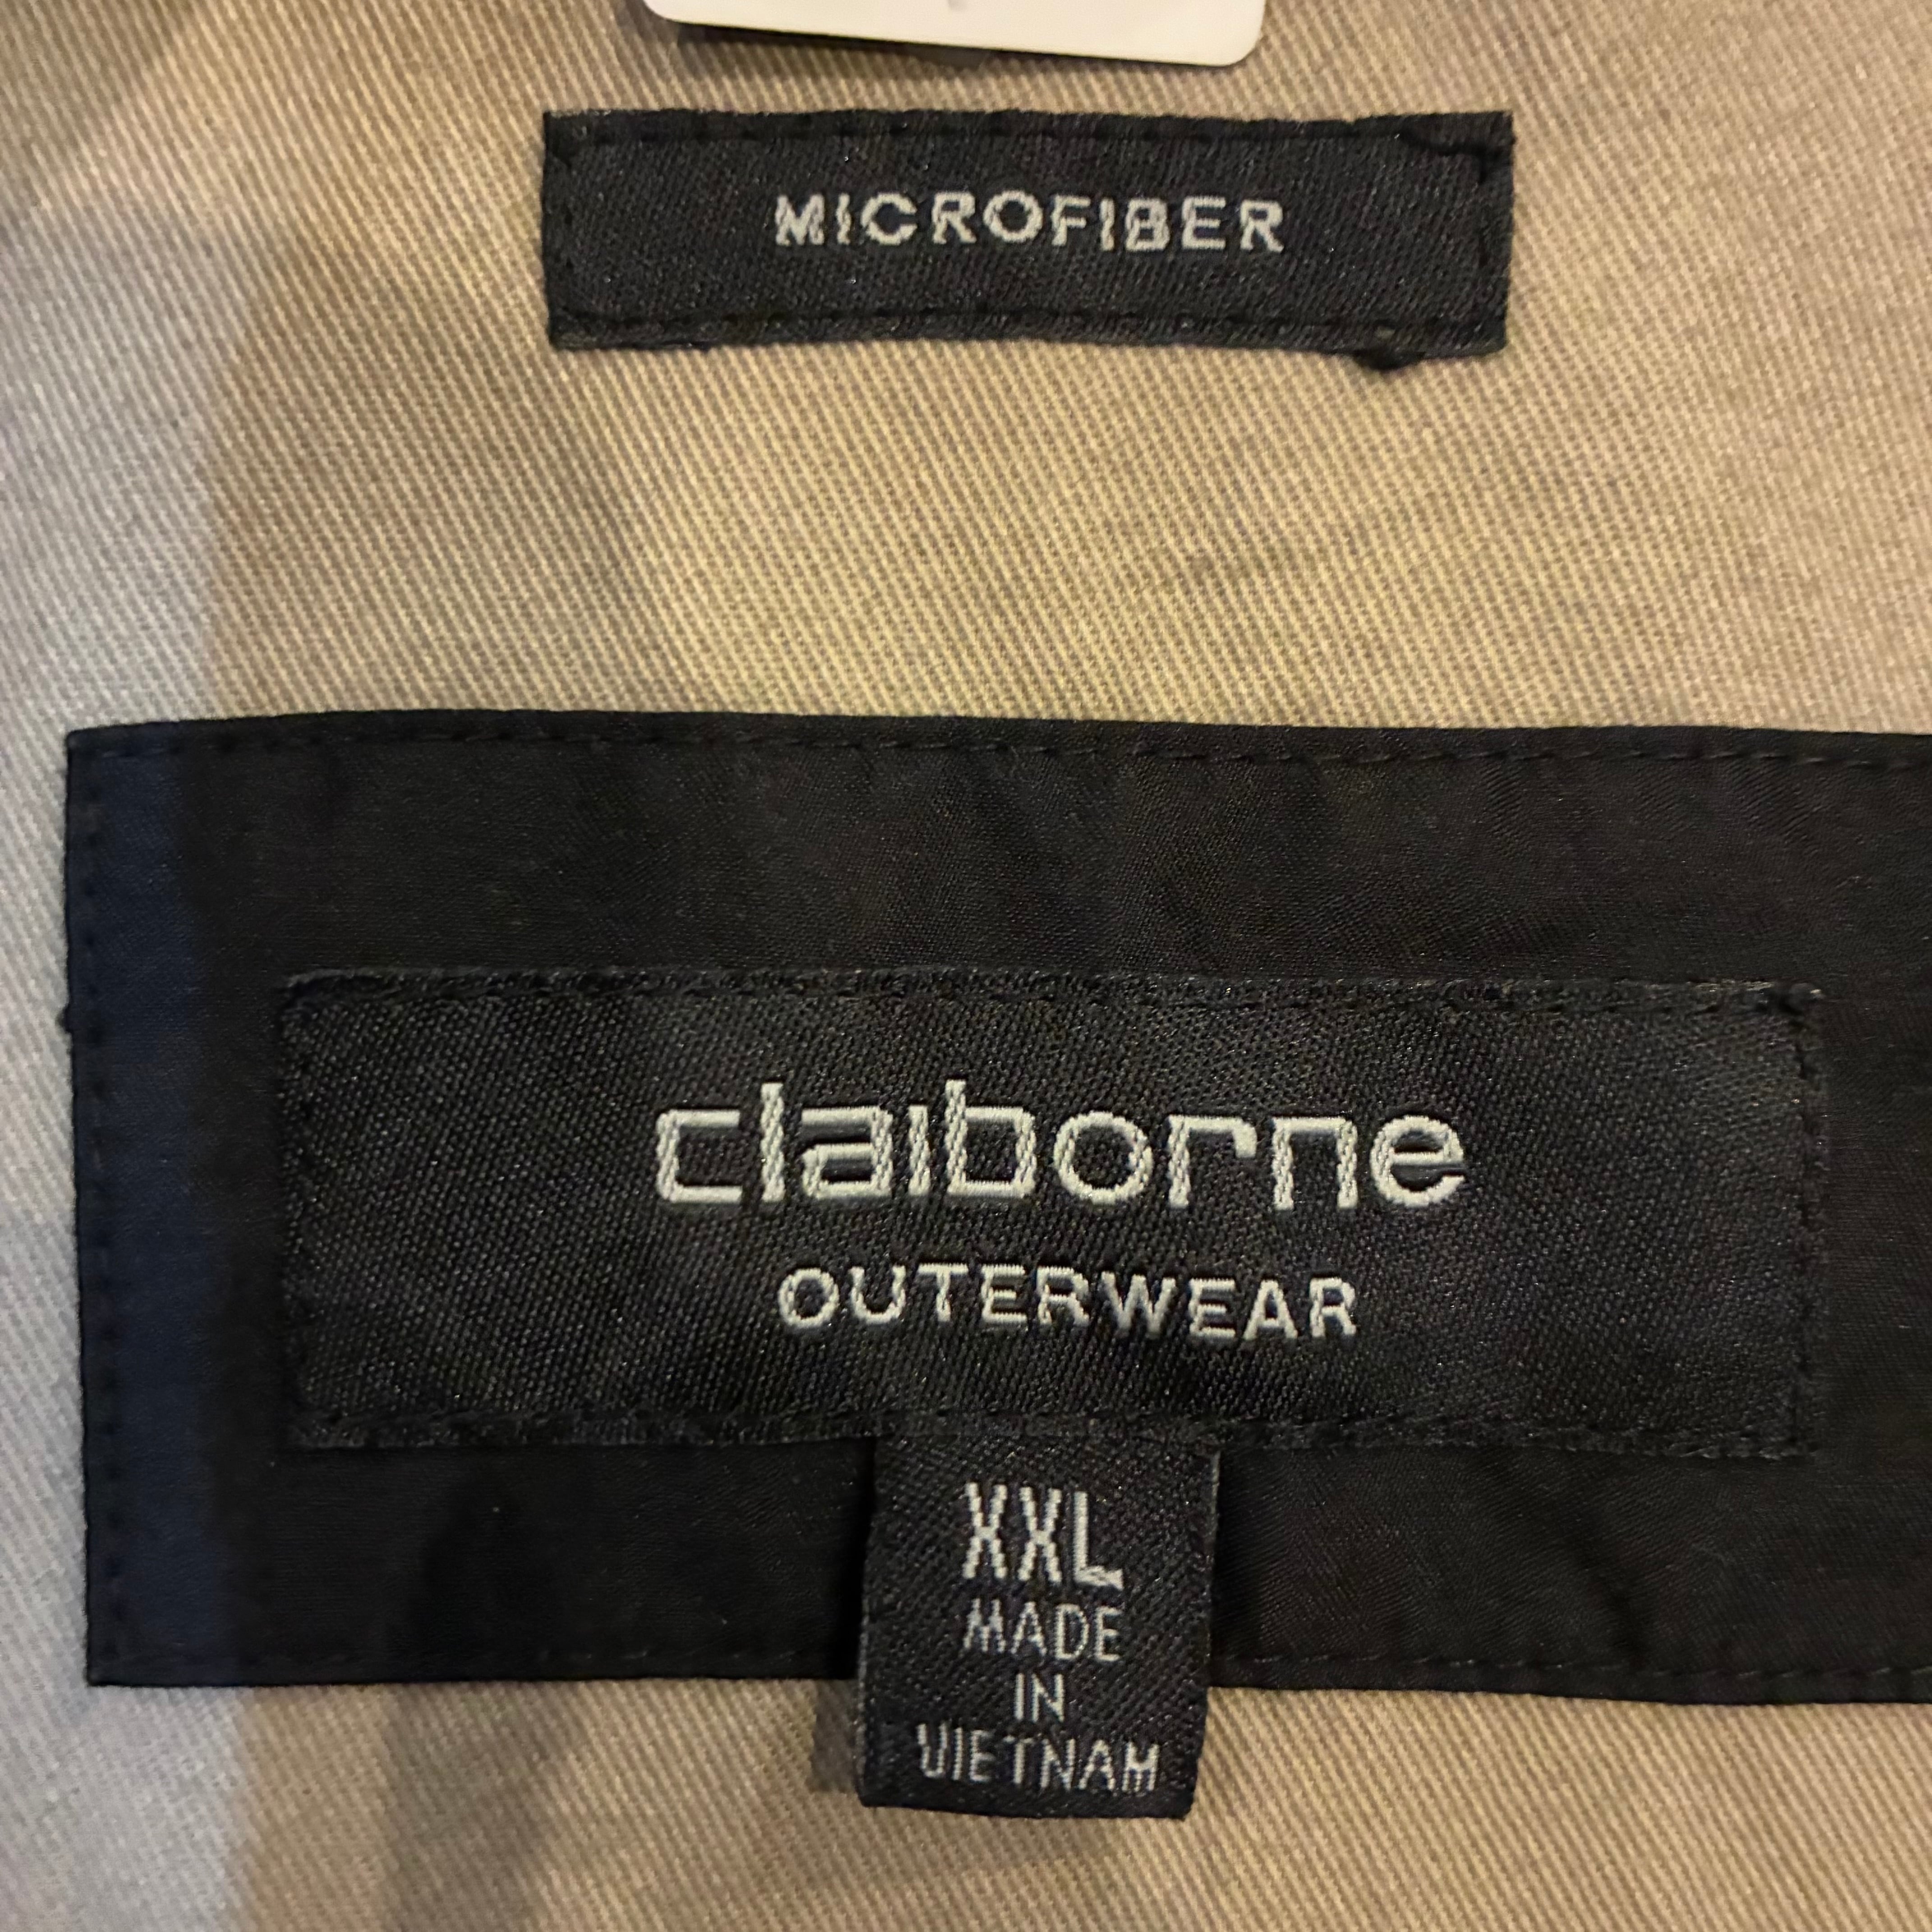 MICROFIBER
claiborne
OUTERWEAR
XXL
MADE
IN
VIETNAM